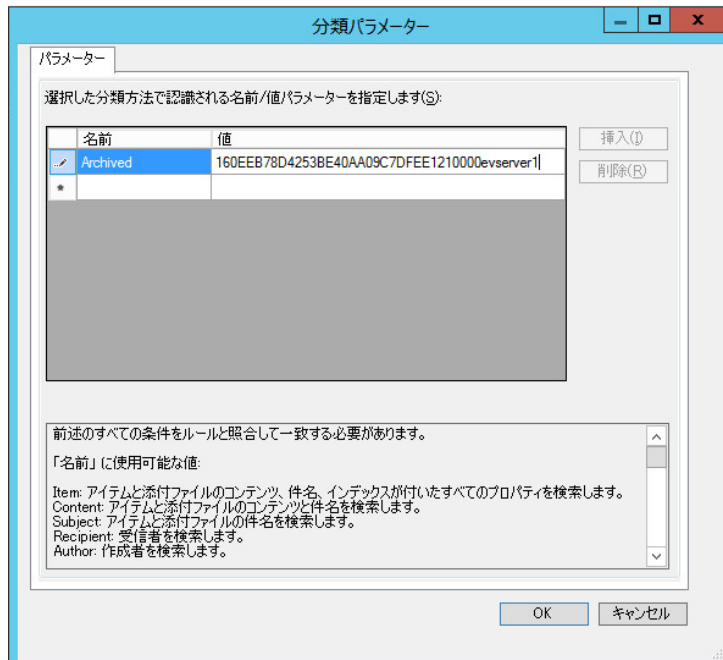 分類パラメーター
パラメーター
選択した分類方法で認識される名前/値パラメーターを指定します(S):
名前 値
Archived 160EEB78D4253BE40AA09C7DFEE1210000evserver1
挿入(I)
削除(R)
前述のすべての条件をルールと照合して一致する必要があります。
「名前」に使用可能な値:
Item: アイテムと添付ファイルのコンテンツ、件名、インデックスが付いたすべてのプロパティを検索します。
Content: アイテムと添付ファイルのコンテンツと件名を検索します。
Subject: アイテムと添付ファイルの件名を検索します。
Recipient: 受信者を検索します。
Author: 作成者を検索します。
OK キャンセル